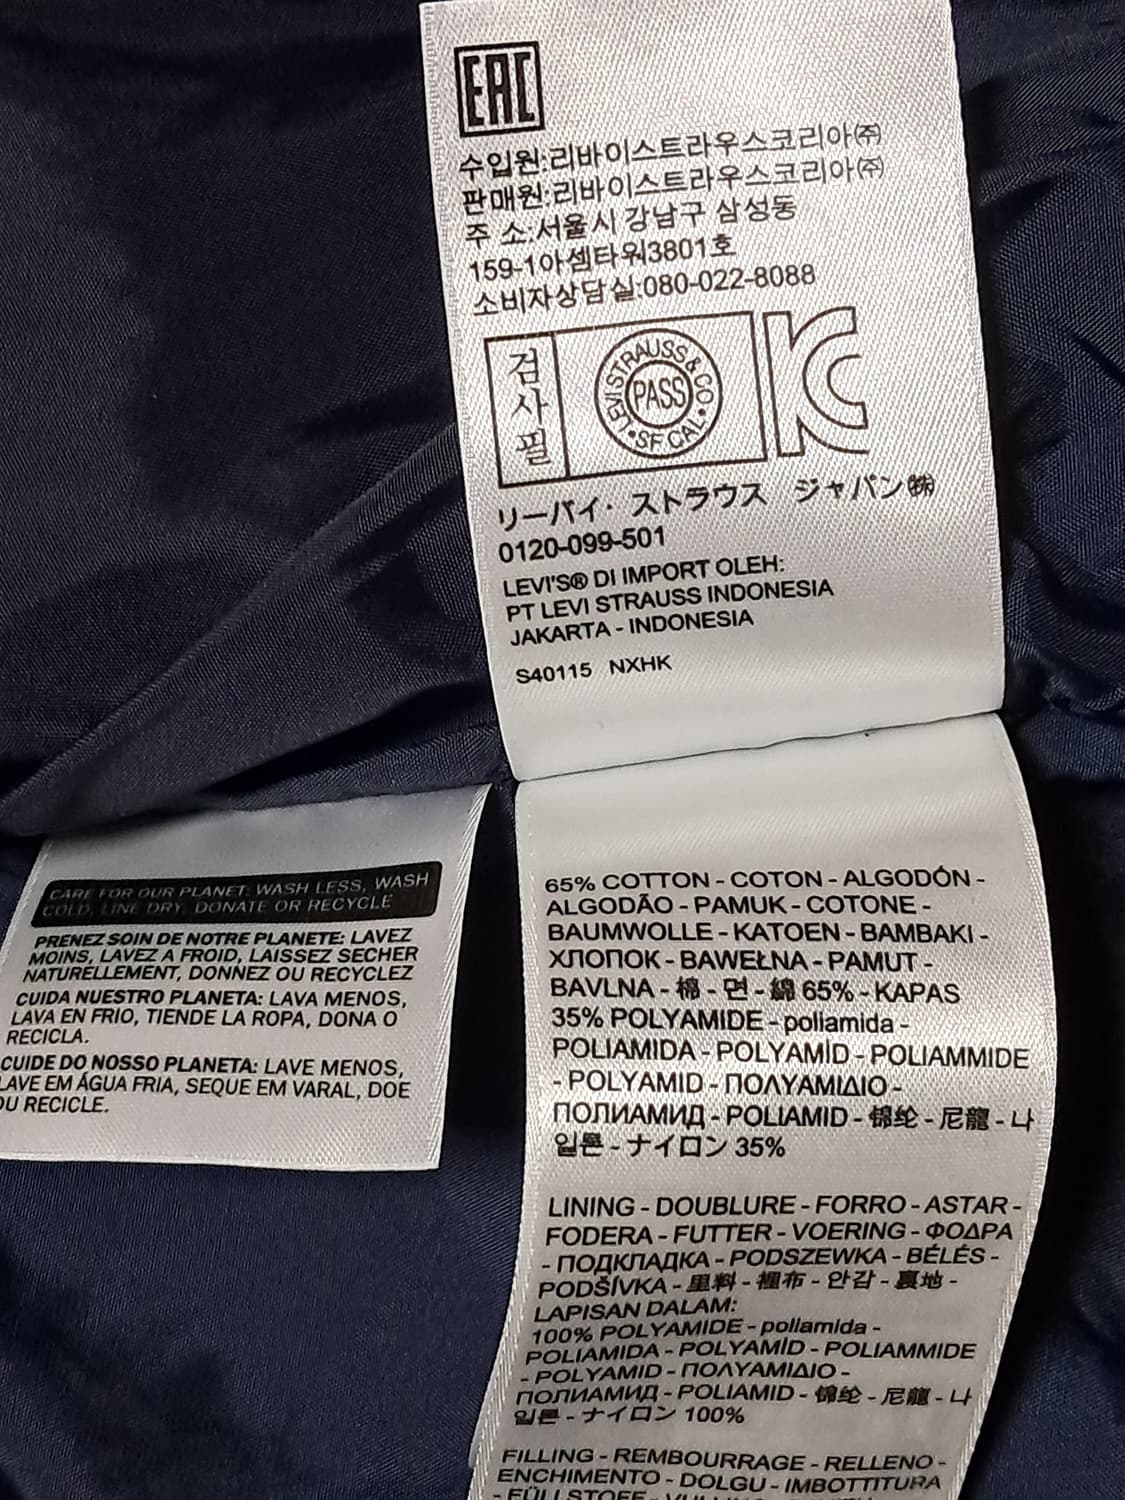 EAC
수입원:리바이스트라우스코리아㈜
판매원:리바이스트라우스코리아㈜
주 소:서울시 강남구 삼성동
159-1아셈타워3801호
소비자상담실:080-022-8088
검사필
LEVI STRAUSS & CO
PASS
SF CAL
リーバイ・ストラウス ジャパン㈱
0120-099-501
LEVI'S® DI IMPORT OLEH:
PT LEVI STRAUSS INDONESIA
JAKARTA - INDONESIA
S40115 NXHK
CARE FOR OUR PLANET: WASH LESS, WASH
COLD, LINE DRY, DONATE OR RECYCLE
PRENEZ SOIN DE NOTRE PLANETE: LAVEZ
MOINS, LAVEZ A FROID, LAISSEZ SECHER
NATURELLEMENT, DONNEZ OU RECYCLEZ
CUIDA NUESTRO PLANETA: LAVA MENOS,
LAVA EN FRIO, TIENDE LA ROPA, DONA O
RECICLA.
CUIDE DO NOSSO PLANETA: LAVE MENOS,
LAVE EM ÁGUA FRIA, SEQUE EM VARAL, DOE
OU RECICLE.
65% COTTON - COTON - ALGODÓN -
ALGODÃO - PAMUK - COTONE -
BAUMWOLLE - KATOEN - BAMBAKI -
ХЛОПОК - BAWEŁNA - PAMUT -
BAVLNA - 棉 - 면 - 綿 65% - KAPAS
35% POLYAMIDE - poliamida -
POLIAMIDA - POLYAMİD - POLIAMMIDE
- POLYAMID - ΠΟΛΥΑΜΙΔΙΟ -
ПОЛИАМИД - POLIAMID - 锦纶 - 尼龍 - 나
일론 - ナイロン 35%
LINING - DOUBLURE - FORRO - ASTAR -
FODERA - FUTTER - VOERING - ΦΟΔΡΑ
- ПОДКЛАДКА - PODSZEWKA - BÉLÉS -
PODŠÍVKA - 里料 - 裡布 - 안감 - 裏地 -
LAPISAN DALAM:
100% POLYAMIDE - poliamida -
POLIAMIDA - POLYAMİD - POLIAMMIDE
- POLYAMID - ΠΟΛΥΑΜΙΔΙΟ -
ПОЛИАМИД - POLIAMID - 锦纶 - 尼龍 - 나
일론 - ナイロン 100%
FILLING - REMBOURRAGE - RELLENO -
ENCHIMENTO - DOLGU - IMBOTTITURA
- FÜLLSTOFF -